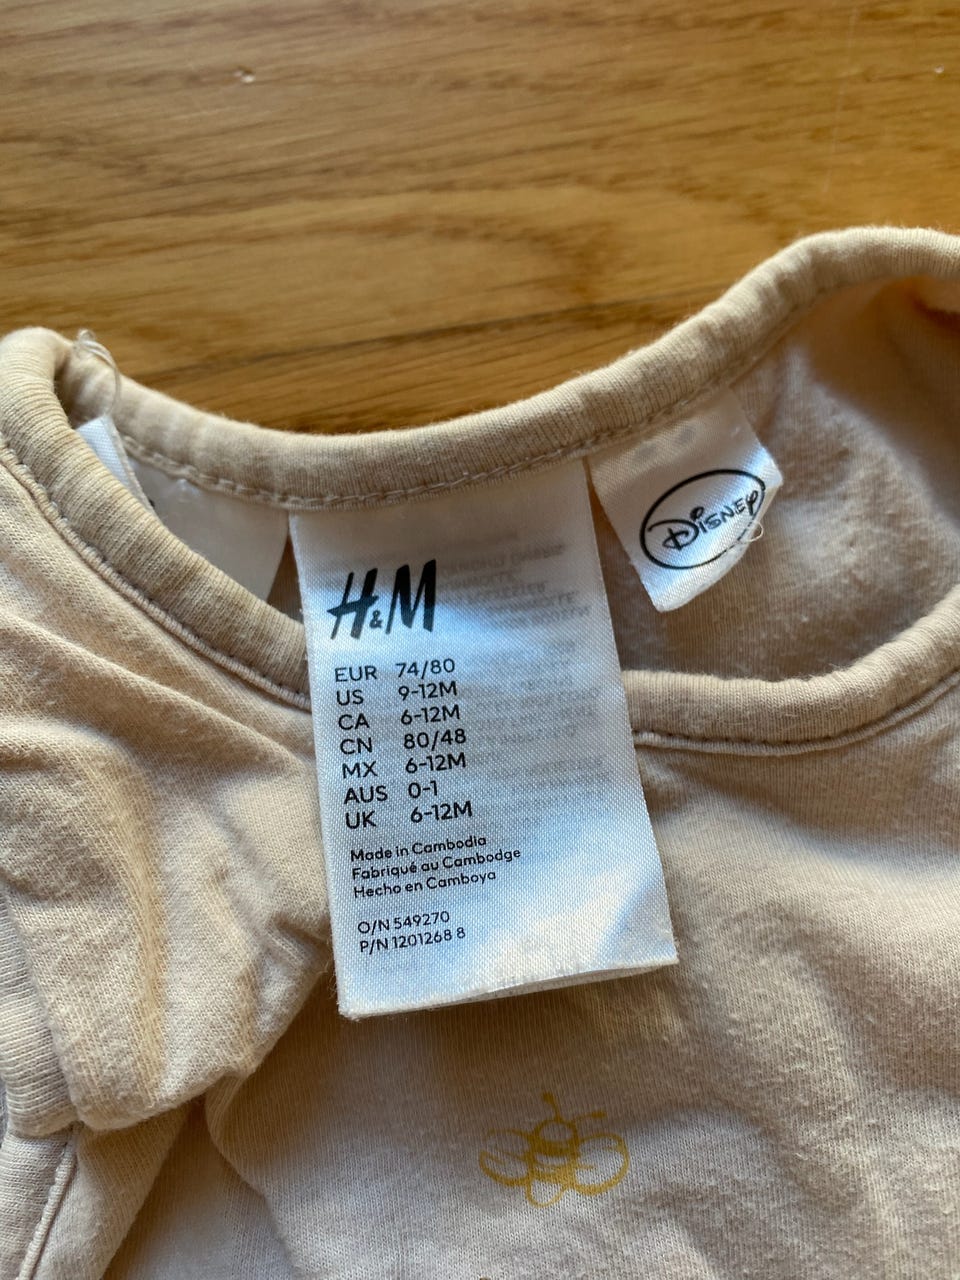 H&M
EUR 74/80
US 9-12M
CA 6-12M
CN 80/48
MX 6-12M
AUS 0-1
UK 6-12M
Made in Cambodia
Fabriqué au Cambodge
Hecho en Camboya
O/N 549270
P/N 1201268 8
Disney